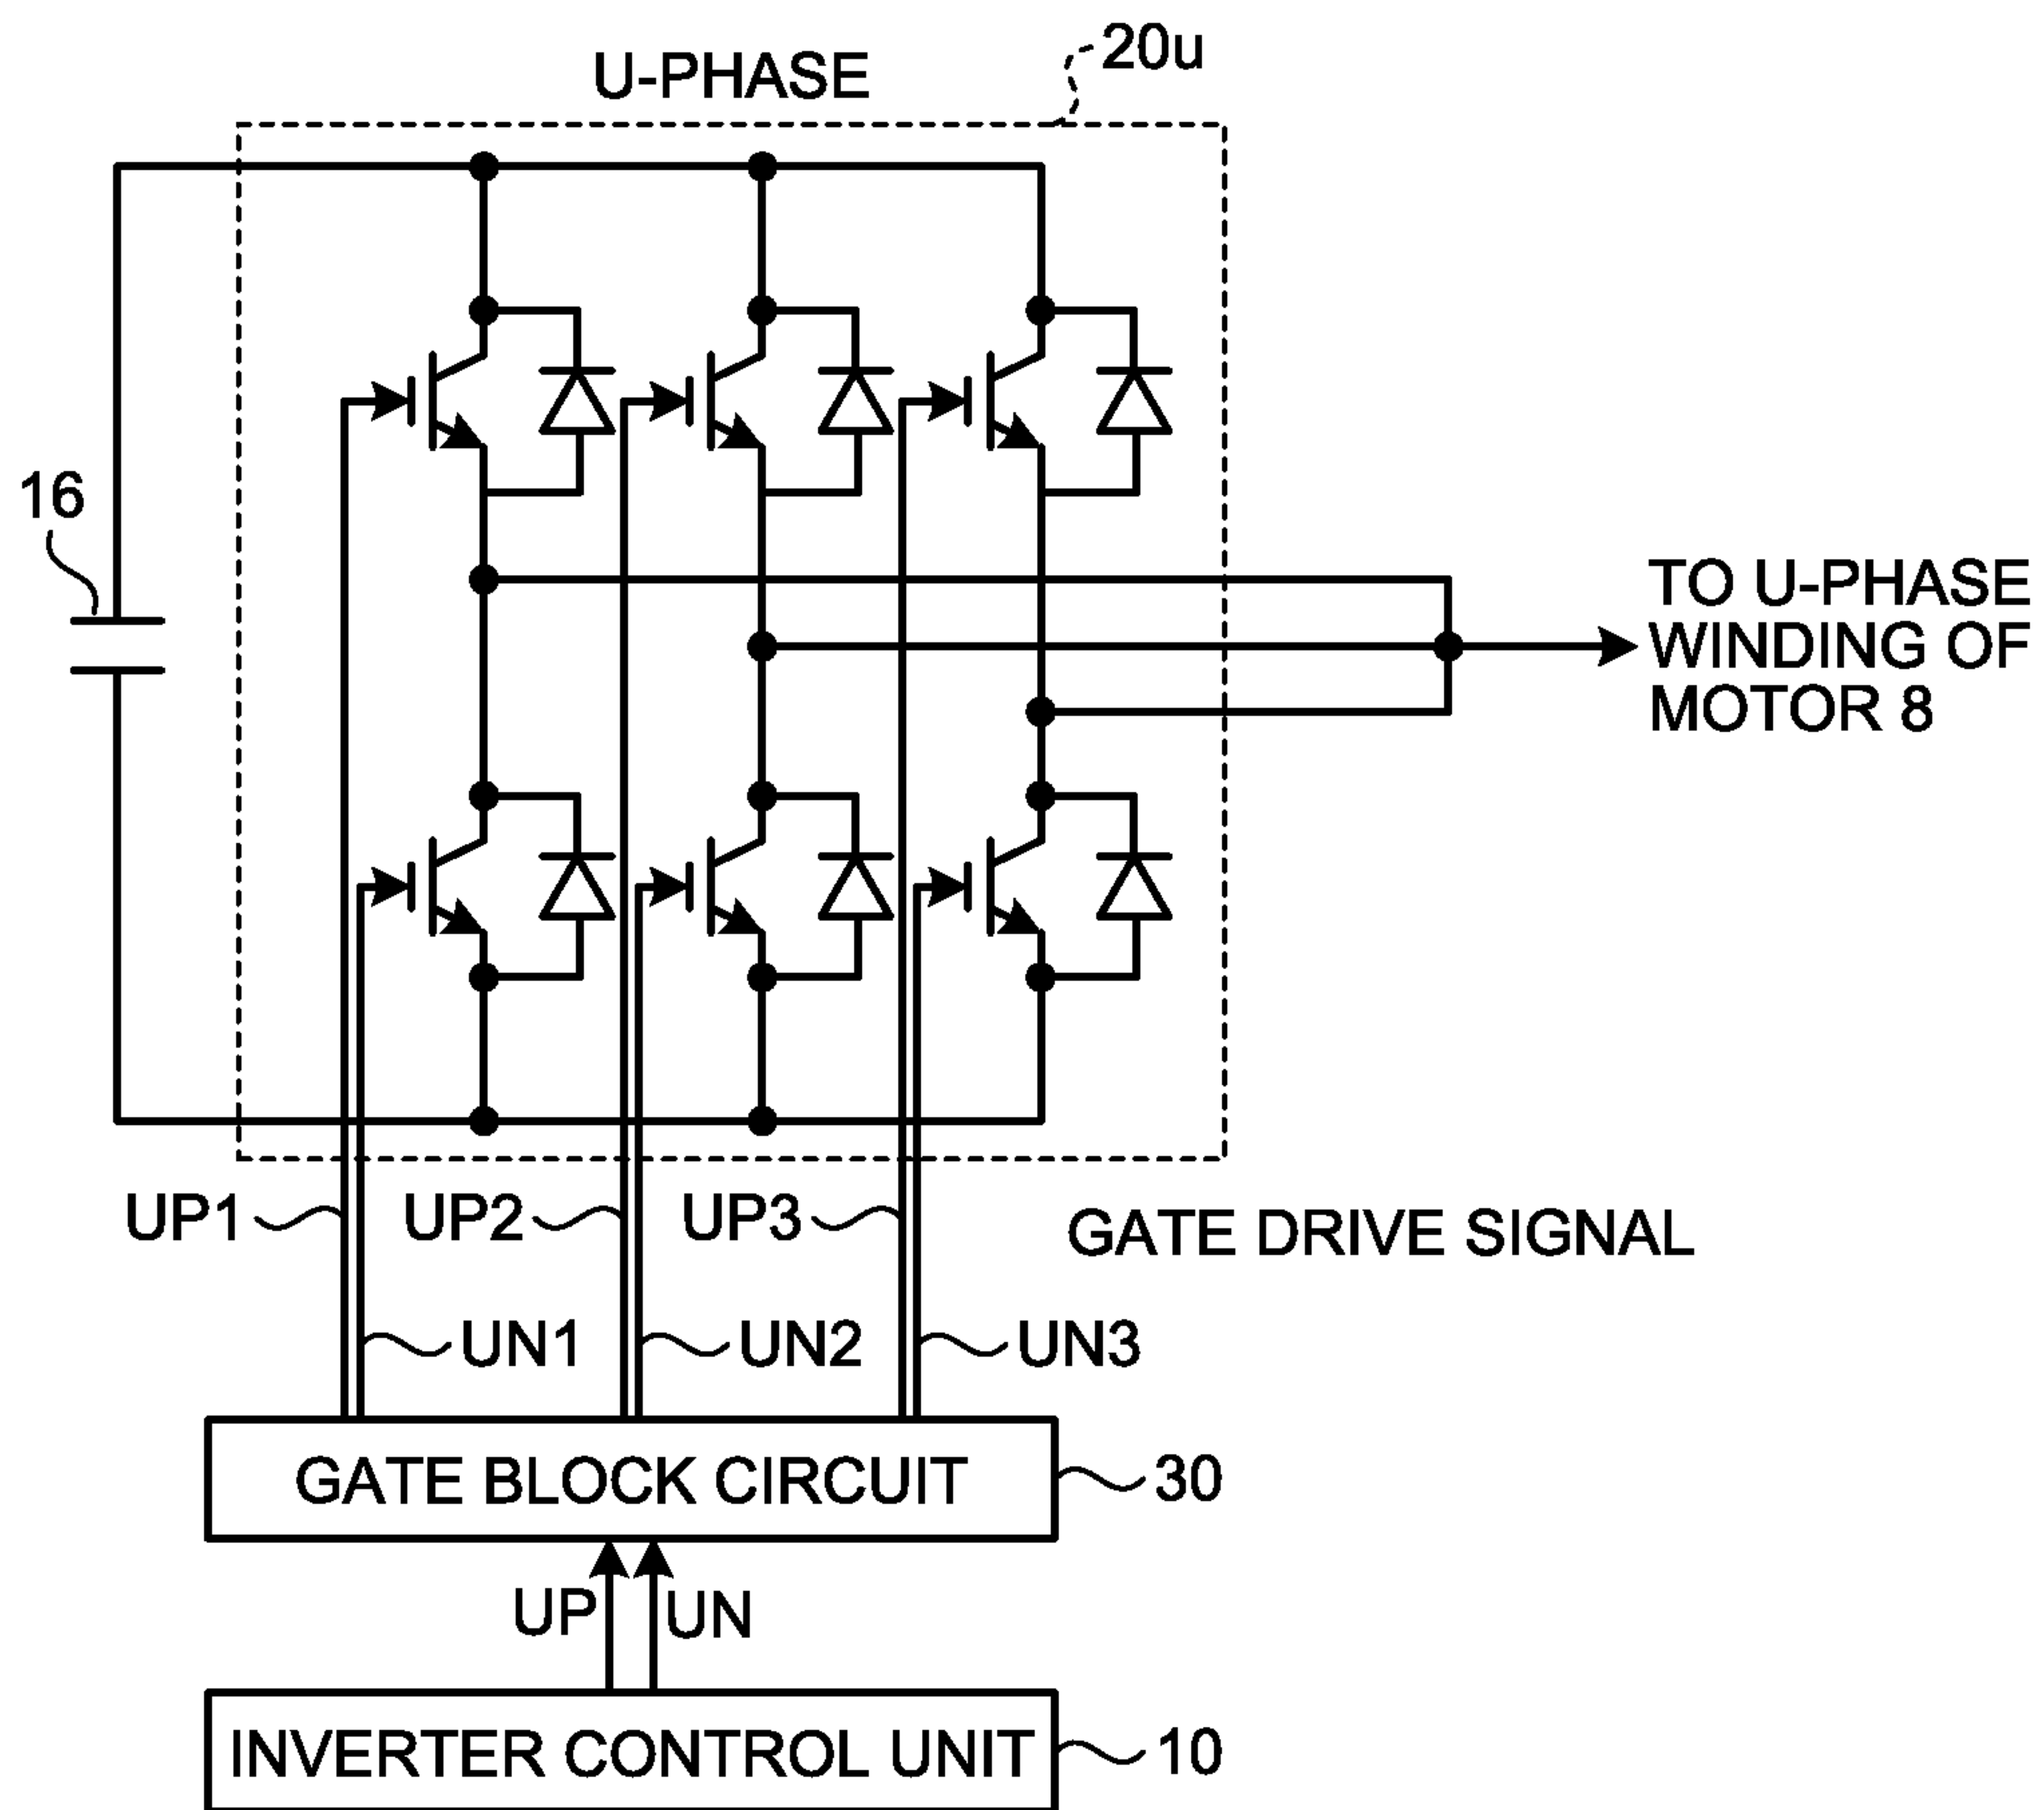 U-PHASE
20u
16
TO U-PHASE
WINDING OF
MOTOR 8
UP1
UP2
UP3
GATE DRIVE SIGNAL
UN1
UN2
UN3
GATE BLOCK CIRCUIT
30
UP
UN
INVERTER CONTROL UNIT
10